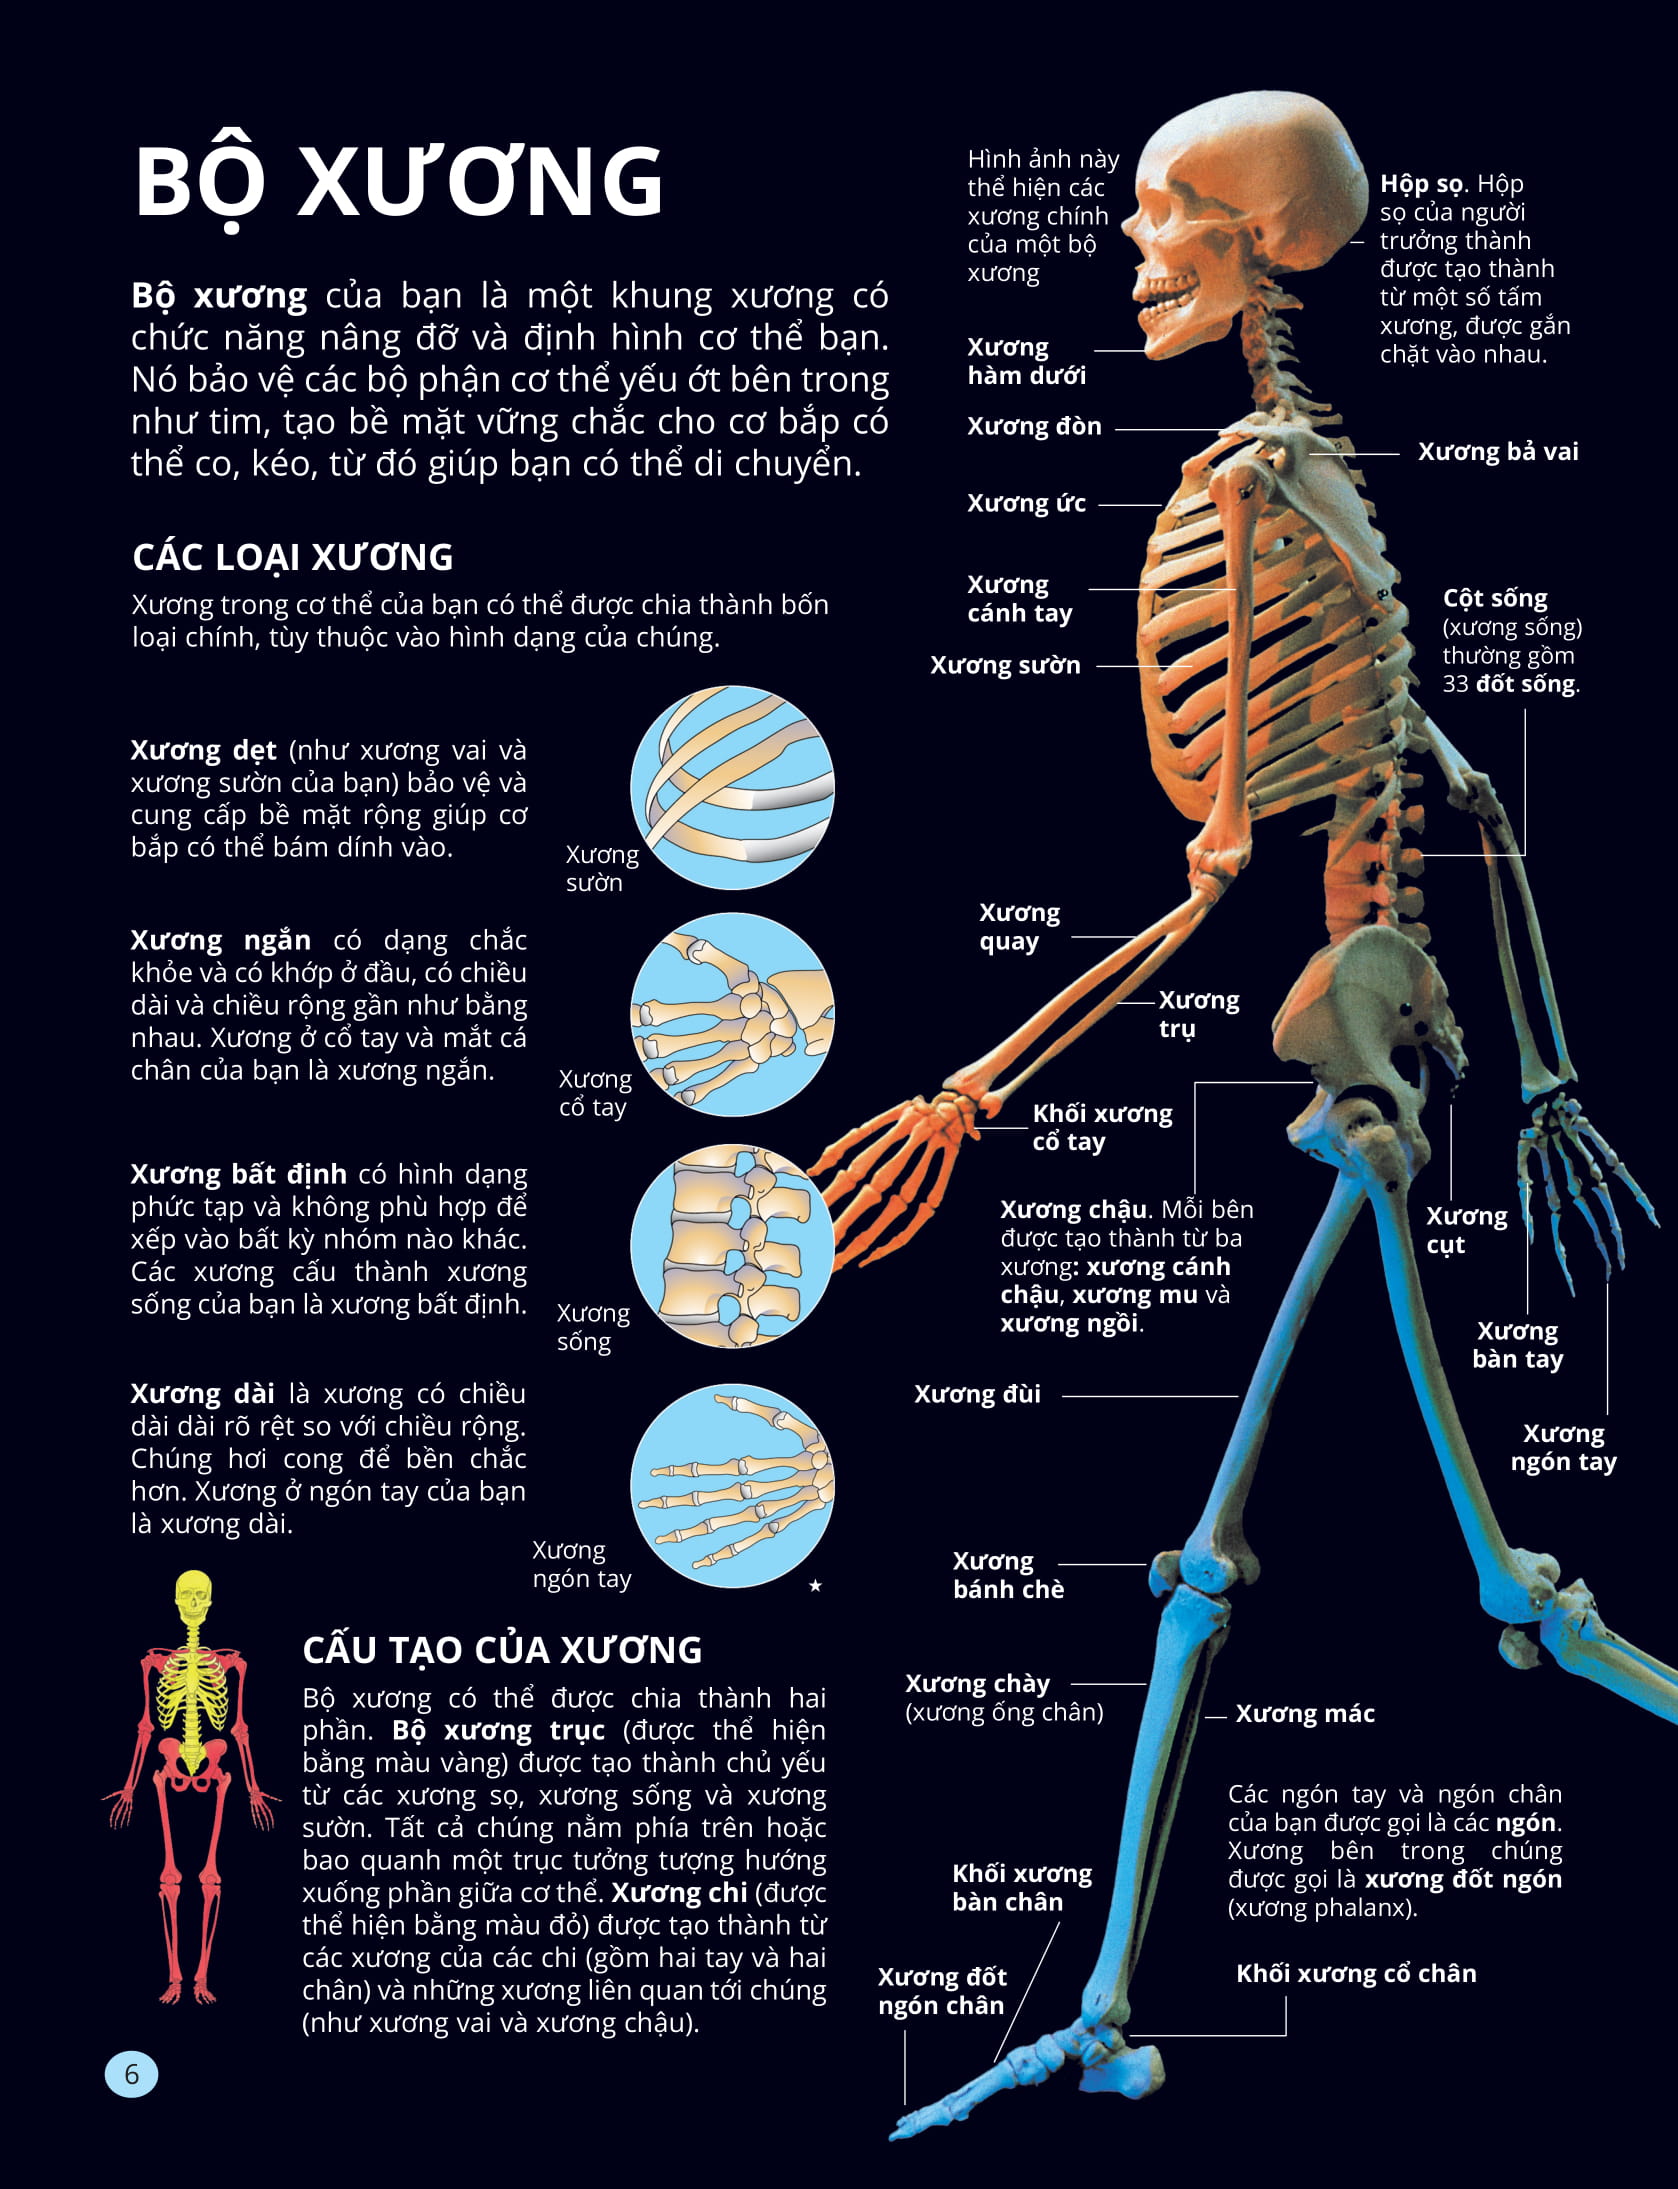 BỘ XƯƠNG
Bộ xương của bạn là một khung xương có
chức năng nâng đỡ và định hình cơ thể bạn.
Nó bảo vệ các bộ phận cơ thể yếu ớt bên trong
như tim, tạo bề mặt vững chắc cho cơ bắp có
thể co, kéo, từ đó giúp bạn có thể di chuyển.
CÁC LOẠI XƯƠNG
Xương trong cơ thể của bạn có thể được chia thành bốn
loại chính, tùy thuộc vào hình dạng của chúng.
Xương dẹt (như xương vai và
xương sườn của bạn) bảo vệ và
cung cấp bề mặt rộng giúp cơ
bắp có thể bám dính vào.
Xương
sườn
Xương ngắn có dạng chắc
khỏe và có khớp ở đầu, có chiều
dài và chiều rộng gần như bằng
nhau. Xương ở cổ tay và mắt cá
chân của bạn là xương ngắn.
Xương
cổ tay
Xương bất định có hình dạng
phức tạp và không phù hợp để
xếp vào bất kỳ nhóm nào khác.
Các xương cấu thành xương
sống của bạn là xương bất định.
Xương
sống
Xương dài là xương có chiều
dài dài rõ rệt so với chiều rộng.
Chúng hơi cong để bền chắc
hơn. Xương ở ngón tay của bạn
là xương dài.
Xương
ngón tay
CẤU TẠO CỦA XƯƠNG
Bộ xương có thể được chia thành hai
phần. Bộ xương trục (được thể hiện
bằng màu vàng) được tạo thành chủ yếu
từ các xương sọ, xương sống và xương
sườn. Tất cả chúng nằm phía trên hoặc
bao quanh một trục tưởng tượng hướng
xuống phần giữa cơ thể. Xương chi (được
thể hiện bằng màu đỏ) được tạo thành từ
các xương của các chi (gồm hai tay và hai
chân) và những xương liên quan tới chúng
(như xương vai và xương chậu).
6
Hình ảnh này
thể hiện các
xương chính
của một bộ
xương
Hộp sọ. Hộp
sọ của người
trưởng thành
được tạo thành
từ một số tấm
xương, được gắn
chặt vào nhau.
Xương
hàm dưới
Xương đòn
Xương bả vai
Xương ức
Xương
cánh tay
Cột sống
(xương sống)
thường gồm
33 đốt sống.
Xương sườn
Xương
quay
Xương
trụ
Khối xương
cổ tay
Xương chậu. Mỗi bên
được tạo thành từ ba
xương: xương cánh
chậu, xương mu và
xương ngồi.
Xương
cụt
Xương
bàn tay
Xương
ngón tay
Xương đùi
Xương
bánh chè
Xương chày
(xương ống chân)
Xương mác
Các ngón tay và ngón chân
của bạn được gọi là các ngón.
Xương bên trong chúng
được gọi là xương đốt ngón
(xương phalanx).
Khối xương
bàn chân
Xương đốt
ngón chân
Khối xương cổ chân